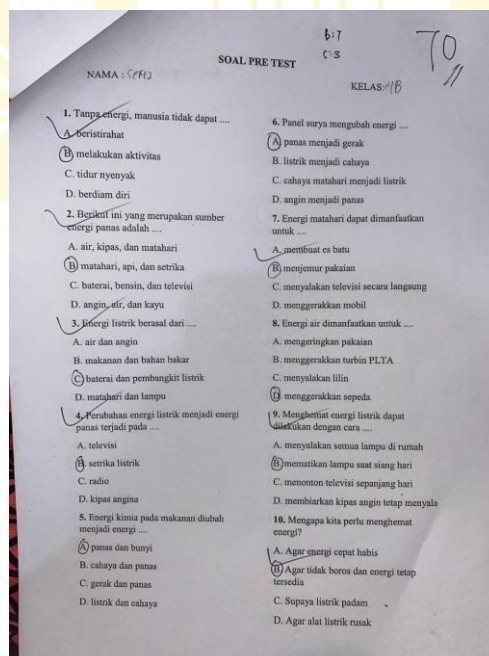 b:7
c:3
70
SOAL PRE TEST
NAMA :
KELAS:
1. Tanpa energi, manusia tidak dapat ....
A. beristirahat
B. melakukan aktivitas
C. tidur nyenyak
D. berdiam diri
2. Berikut ini yang merupakan sumber
energi panas adalah ....
A. air, kipas, dan matahari
B. matahari, api, dan setrika
C. baterai, bensin, dan televisi
D. angin, air, dan kayu
3. Energi listrik berasal dari ....
A. air dan angin
B. makanan dan bahan bakar
C. baterai dan pembangkit listrik
D. matahari dan lampu
4. Perubahan energi listrik menjadi energi
panas terjadi pada ....
A. televisi
B. setrika listrik
C. radio
D. kipas angina
5. Energi kimia pada makanan diubah
menjadi energi ....
A. panas dan bunyi
B. cahaya dan panas
C. gerak dan panas
D. listrik dan cahaya
6. Panel surya mengubah energi ....
A. panas menjadi gerak
B. listrik menjadi cahaya
C. cahaya matahari menjadi listrik
D. angin menjadi panas
7. Energi matahari dapat dimanfaatkan
untuk ....
A. membuat es batu
B. menjemur pakaian
C. menyalakan televisi secara langsung
D. menggerakkan mobil
8. Energi air dimanfaatkan untuk ....
A. mengeringkan pakaian
B. menggerakkan turbin PLTA
C. menyalakan lilin
D. menggerakkan sepeda
9. Menghemat energi listrik dapat
dilakukan dengan cara ....
A. menyalakan semua lampu di rumah
B. mematikan lampu saat siang hari
C. menonton televisi sepanjang hari
D. membiarkan kipas angin tetap menyala
10. Mengapa kita perlu menghemat
energi?
A. Agar energi cepat habis
B. Agar tidak boros dan energi tetap
tersedia
C. Supaya listrik padam
D. Agar alat listrik rusak